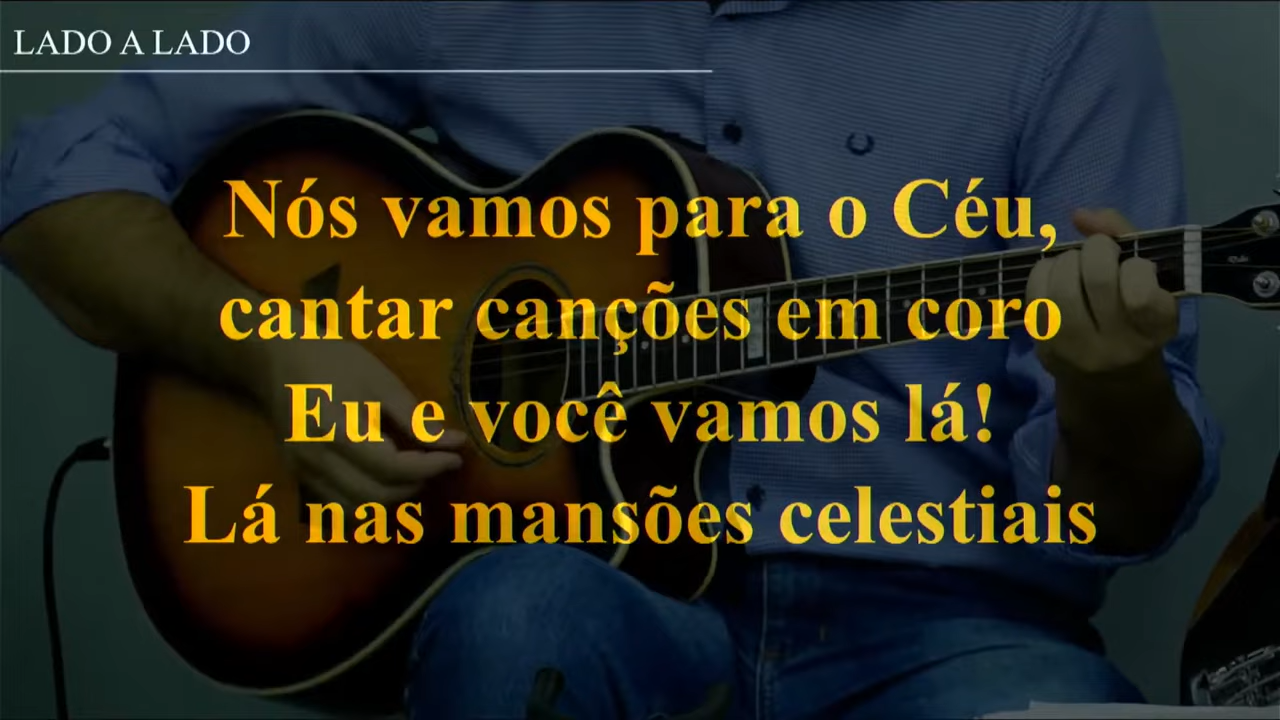 LADO A LADO
Nós vamos para o Céu,
cantar canções em coro
Eu e você vamos lá!
Lá nas mansões celestiais